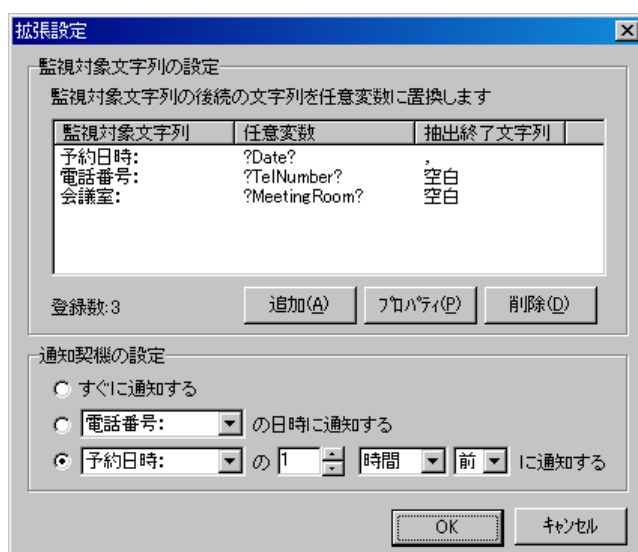 拡張設定
監視対象文字列の設定
監視対象文字列の後続の文字列を任意変数に置換します
監視対象文字列 任意変数 抽出終了文字列
予約日時: ?Date? ,
電話番号: ?TelNumber? 空白
会議室: ?MeetingRoom? 空白
登録数:3 追加(A) プロパティ(P) 削除(D)
通知契機の設定
すぐに通知する
電話番号: の日時に通知する
予約日時: の 1 時間 前 に通知する
OK キャンセル